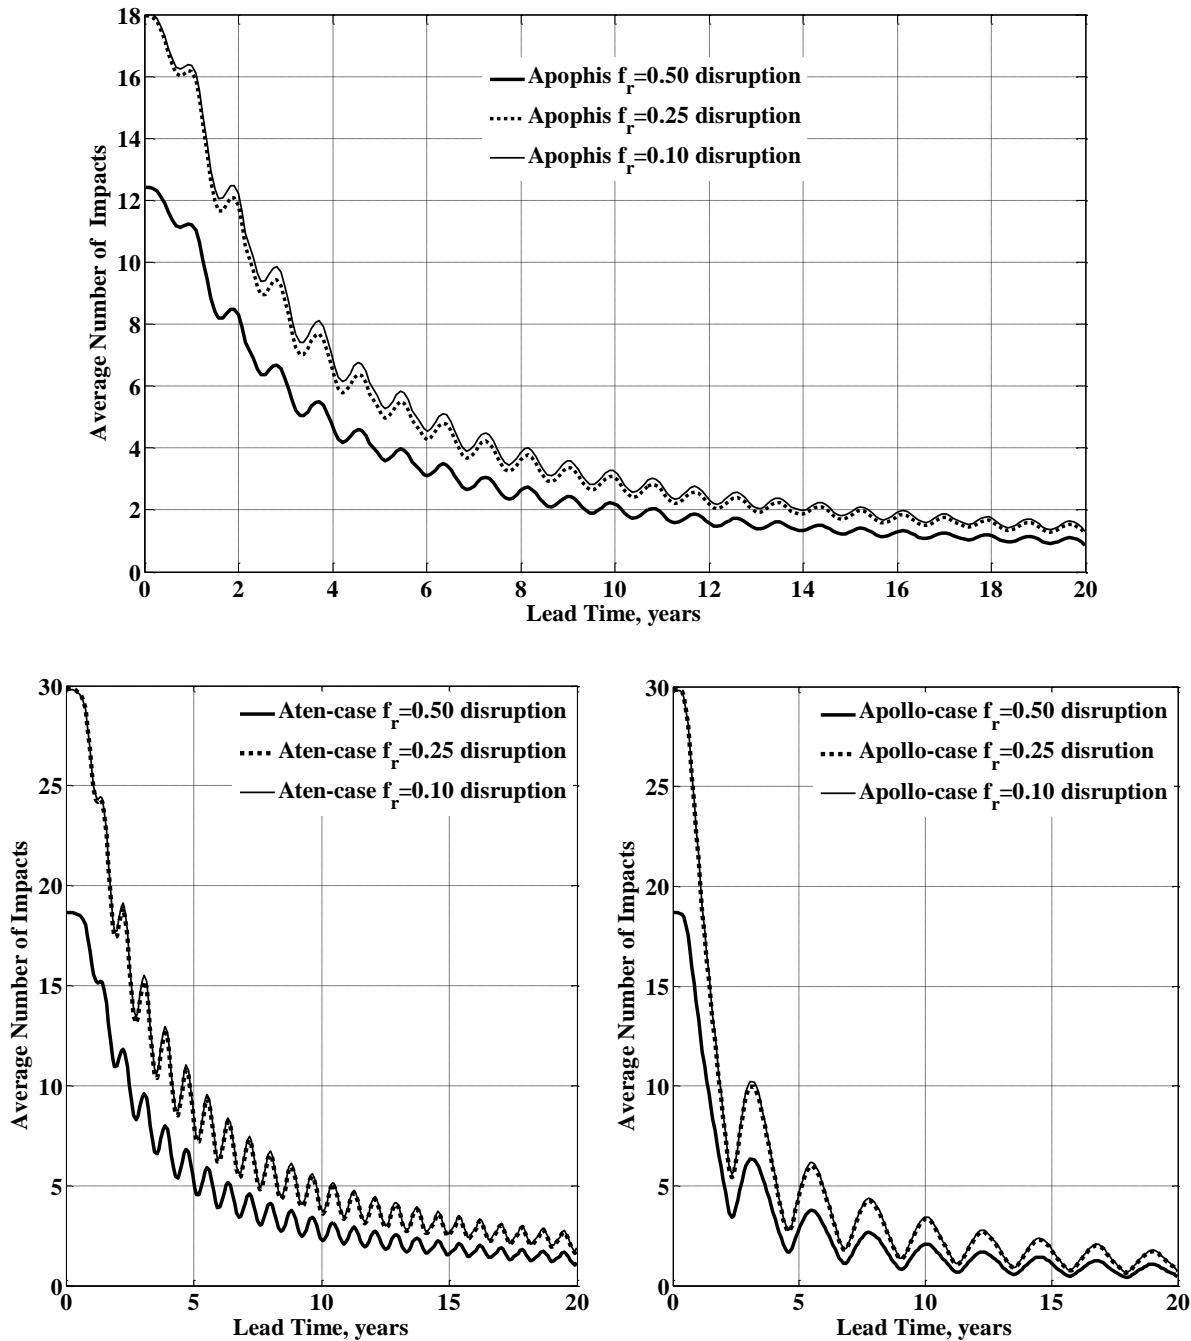 18
16
14
12
10
8
6
4
2
0
Average Number of Impacts
Apophis f_r=0.50 disruption
Apophis f_r=0.25 disruption
Apophis f_r=0.10 disruption
0 2 4 6 8 10 12 14 16 18 20
Lead Time, years
30
25
20
15
10
5
0
Average Number of Impacts
Aten-case f_r=0.50 disruption
Aten-case f_r=0.25 disruption
Aten-case f_r=0.10 disruption
0 5 10 15 20
Lead Time, years
30
25
20
15
10
5
0
Average Number of Impacts
Apollo-case f_r=0.50 disruption
Apollo-case f_r=0.25 disrution
Apollo-case f_r=0.10 disruption
0 5 10 15 20
Lead Time, years